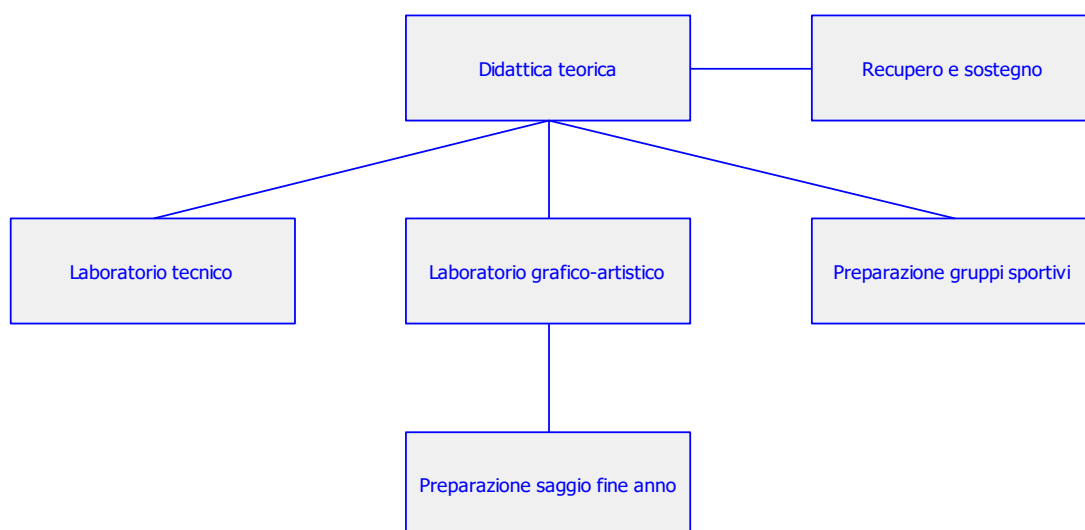 Didattica teorica
Recupero e sostegno
Laboratorio tecnico
Laboratorio grafico-artistico
Preparazione gruppi sportivi
Preparazione saggio fine anno